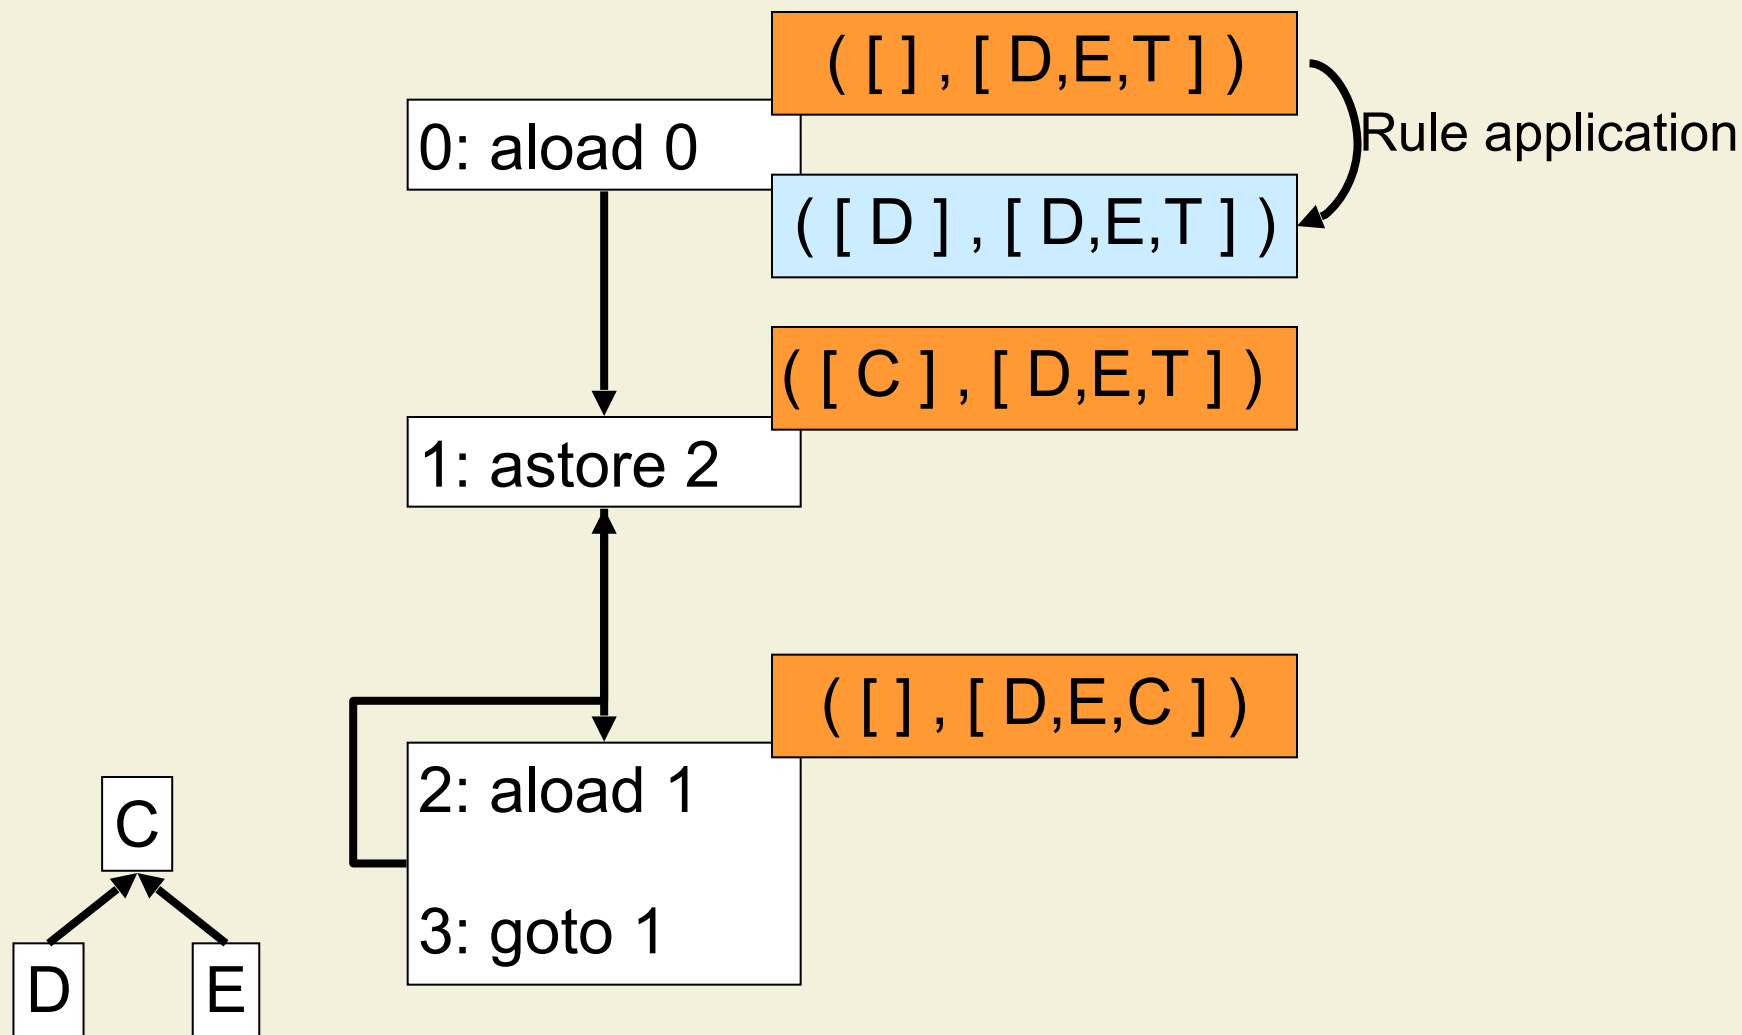 ( [ ] , [ D,E,T ] )
Rule application
0: aload 0
( [ D ] , [ D,E,T ] )
( [ C ] , [ D,E,T ] )
1: astore 2
( [ ] , [ D,E,C ] )
2: aload 1
3: goto 1
C
D
E